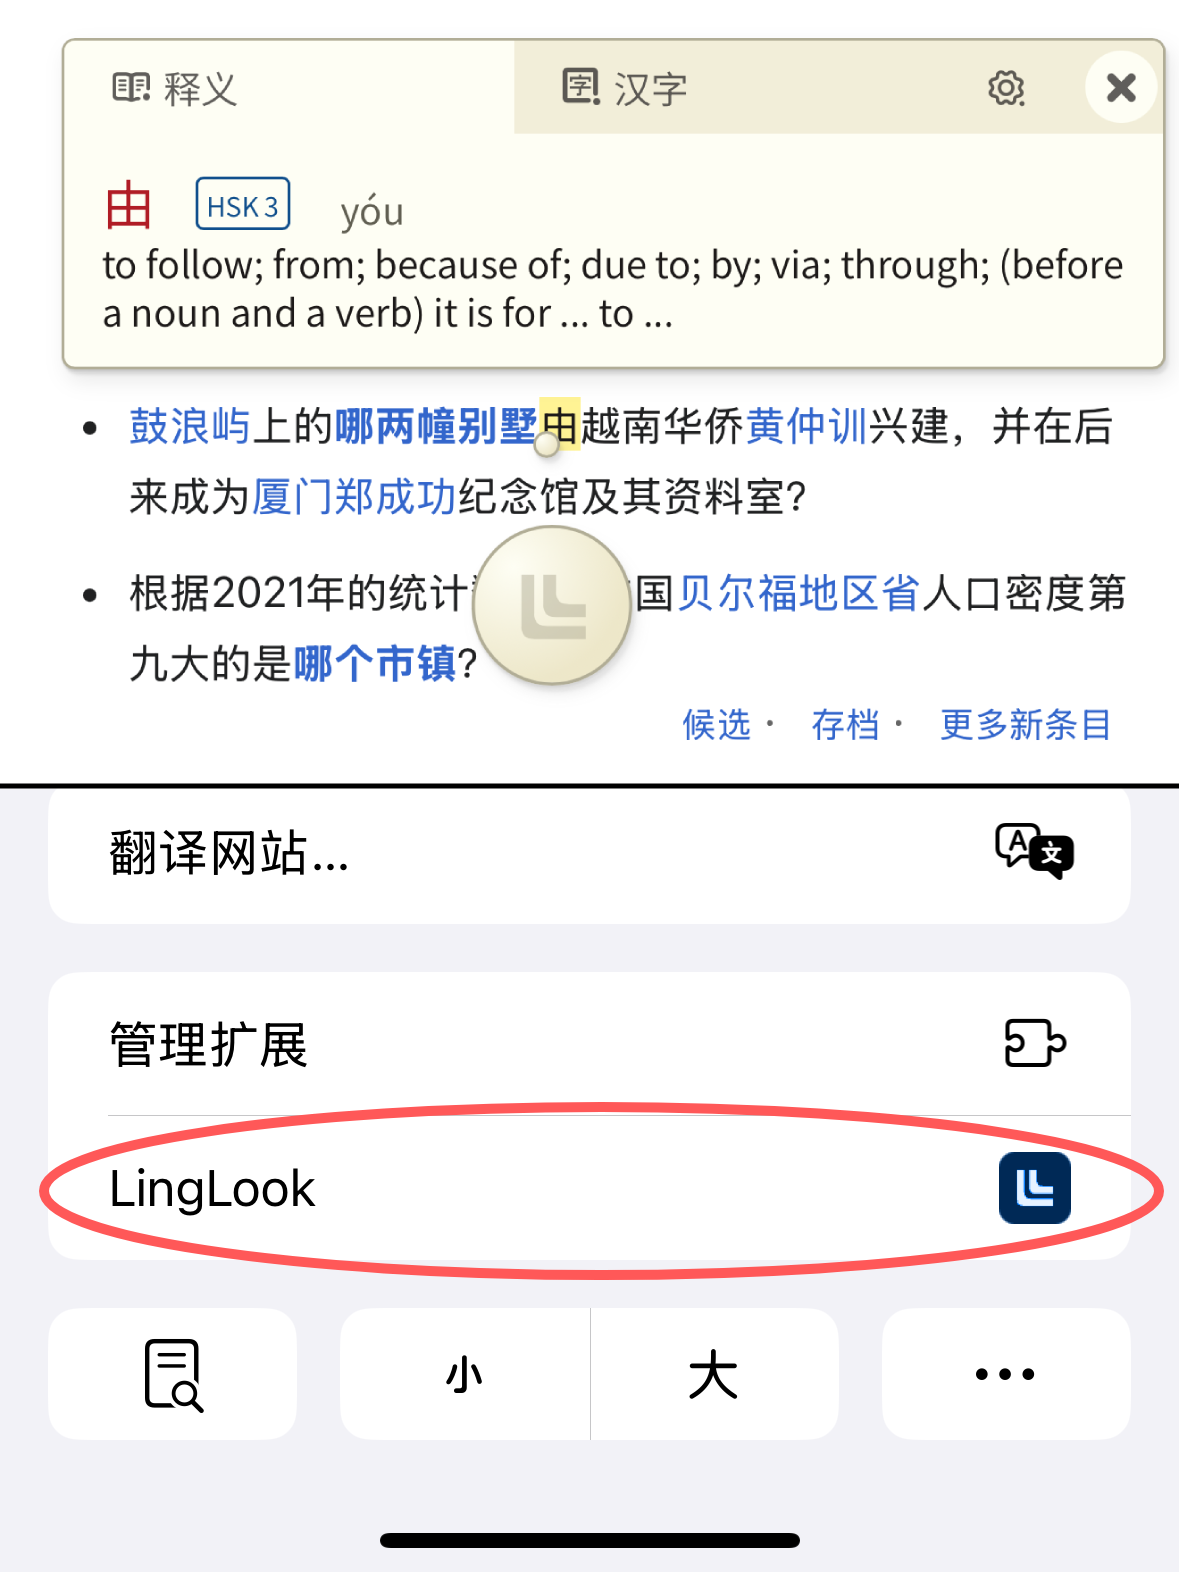 释义
汉字
由 HSK 3 yóu
to follow; from; because of; due to; by; via; through; (before
a noun and a verb) it is for ... to ...
鼓浪屿上的哪两幢别墅由越南华侨黄仲训兴建，并在后
来成为厦门郑成功纪念馆及其资料室？
根据2021年的统计 国贝尔福地区省人口密度第
九大的是哪个市镇？
候选 · 存档 · 更多新条目
翻译网站...
A 文
管理扩展
LingLook
小 大